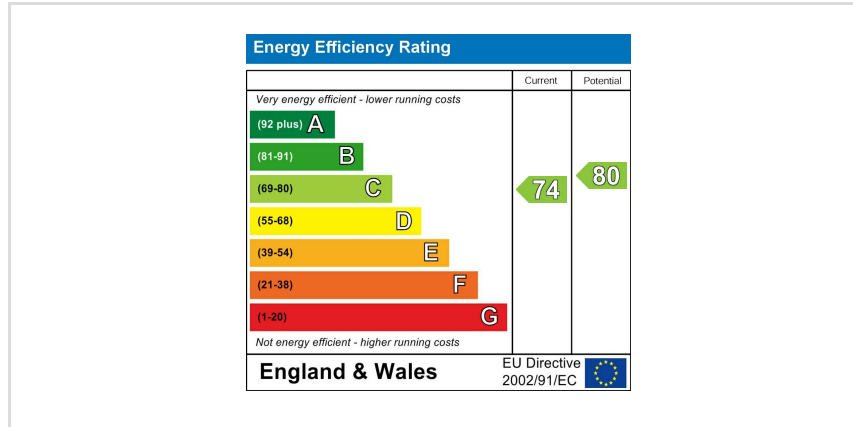 Energy Efficiency Rating
Current Potential
Very energy efficient - lower running costs
(92 plus) A
(81-91) B
(69-80) C
(55-68) D
(39-54) E
(21-38) F
(1-20) G
74
80
Not energy efficient - higher running costs
England & Wales
EU Directive
2002/91/EC